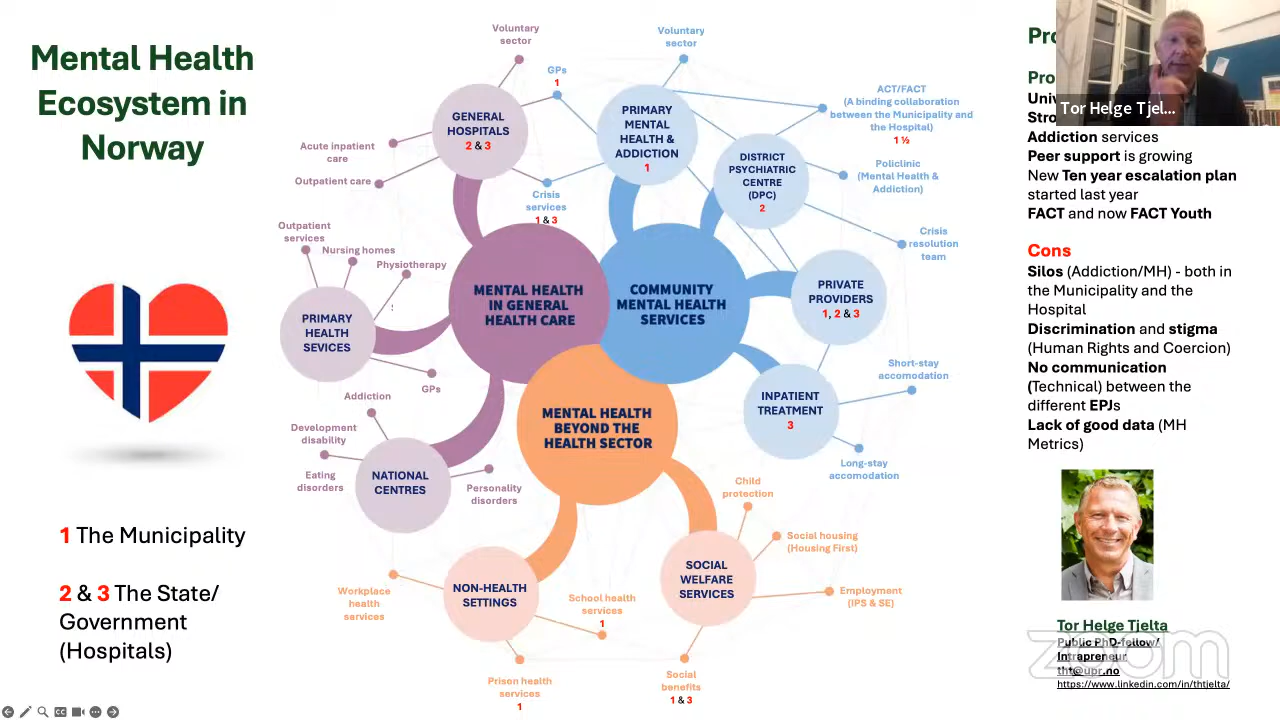 Mental Health
Ecosystem in
Norway
1 The Municipality
2 & 3 The State/
Government
(Hospitals)
Voluntary
sector
GPs
1
GENERAL
HOSPITALS
2 & 3
Acute inpatient
care
Outpatient care
Crisis
services
1 & 3
Voluntary
sector
PRIMARY
MENTAL
HEALTH &
ADDICTION
1
ACT/FACT
(A binding collaboration
between the Municipality and
the Hospital)
1 ½
DISTRICT
PSYCHIATRIC
CENTRE
(DPC)
2
Policlinic
(Mental Health &
Addiction)
Crisis
resolution
team
Outpatient
services
Nursing homes
Physiotherapy
PRIMARY
HEALTH
SEVICES
GPs
MENTAL HEALTH
IN GENERAL
HEALTH CARE
COMMUNITY
MENTAL HEALTH
SERVICES
PRIVATE
PROVIDERS
1, 2 & 3
Short-stay
accomodation
INPATIENT
TREATMENT
3
Long-stay
accomodation
Addiction
Development
disability
Eating
disorders
NATIONAL
CENTRES
Personality
disorders
MENTAL HEALTH
BEYOND THE
HEALTH SECTOR
Child
protection
Social housing
(Housing First)
SOCIAL
WELFARE
SERVICES
Employment
(IPS & SE)
Social
benefits
1 & 3
Workplace
health
services
NON-HEALTH
SETTINGS
School health
services
1
Prison health
services
1
Tor Helge Tjel...
Addiction services
Peer support is growing
New Ten year escalation plan
started last year
FACT and now FACT Youth
Cons
Silos (Addiction/MH) - both in
the Municipality and the
Hospital
Discrimination and stigma
(Human Rights and Coercion)
No communication
(Technical) between the
different EPJs
Lack of good data (MH
Metrics)
Tor Helge Tjelta
Public PhD-fellow/
Intrapreneur
tht@upr.no
https://www.linkedin.com/in/thtjelta/
zoom